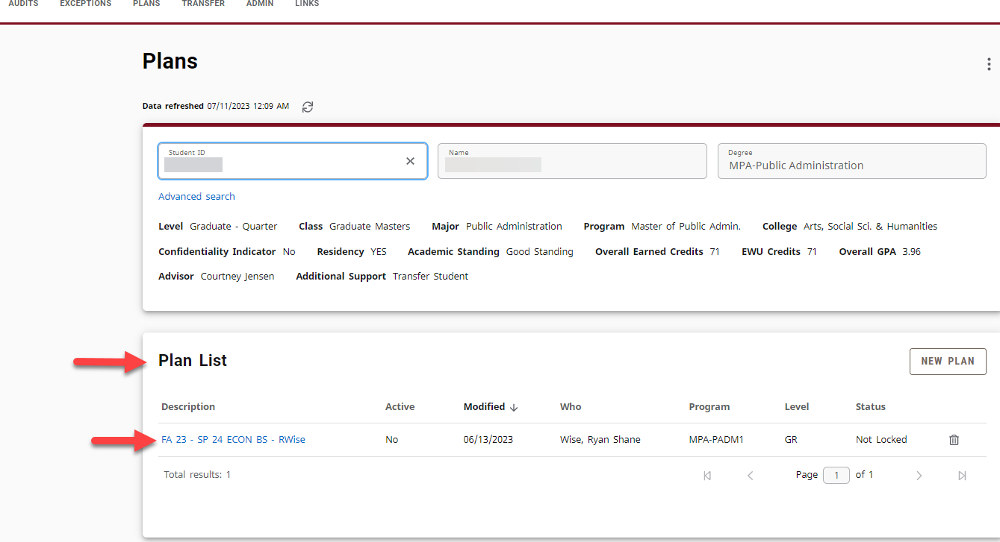 AUDITS EXCEPTIONS PLANS TRANSFER ADMIN LINKS
Plans
Data refreshed 07/11/2023 12:09 AM
Student ID
Name
Degree
MPA-Public Administration
Advanced search
Level Graduate - Quarter Class Graduate Masters Major Public Administration Program Master of Public Admin. College Arts, Social Sci. & Humanities
Confidentiality Indicator No Residency YES Academic Standing Good Standing Overall Earned Credits 71 EWU Credits 71 Overall GPA 3.96
Advisor Courtney Jensen Additional Support Transfer Student
Plan List
NEW PLAN
Description Active Modified Who Program Level Status
FA 23 - SP 24 ECON BS - RWise No 06/13/2023 Wise, Ryan Shane MPA-PADM1 GR Not Locked
Total results: 1 Page 1 of 1